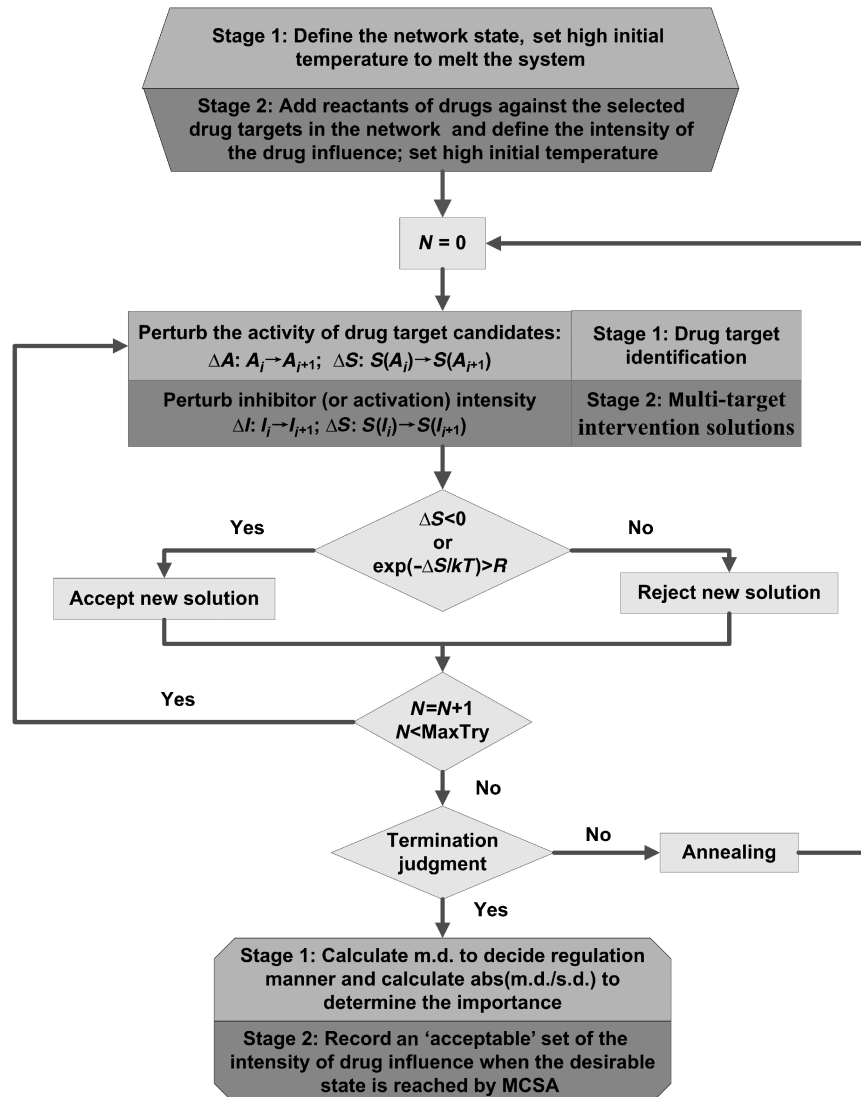 Stage 1: Define the network state, set high initial
temperature to melt the system
Stage 2: Add reactants of drugs against the selected
drug targets in the network and define the intensity of
the drug influence; set high initial temperature
N = 0
Perturb the activity of drug target candidates:
ΔA: Ai→Ai+1; ΔS: S(Ai)→S(Ai+1)
Stage 1: Drug target
identification
Perturb inhibitor (or activation) intensity
ΔI: Ii→Ii+1; ΔS: S(Ii)→S(Ii+1)
Stage 2: Multi-target
intervention solutions
Yes
ΔS<0
or
exp(-ΔS/kT)>R
No
Accept new solution
Reject new solution
Yes
N=N+1
N<MaxTry
No
Termination
judgment
No
Annealing
Yes
Stage 1: Calculate m.d. to decide regulation
manner and calculate abs(m.d./s.d.) to
determine the importance
Stage 2: Record an ‘acceptable’ set of the
intensity of drug influence when the desirable
state is reached by MCSA